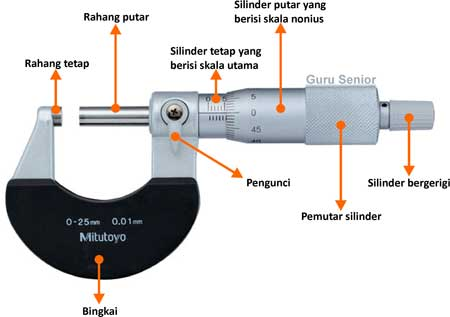 Silinder putar yang
berisi skala nonius
Rahang putar
Silinder tetap yang
berisi skala utama
Rahang tetap
Guru Senior
0
5
0
45
Pengunci
Silinder bergerigi
Pemutar silinder
0-25mm 0.01mm
Mitutoyo
Bingkai